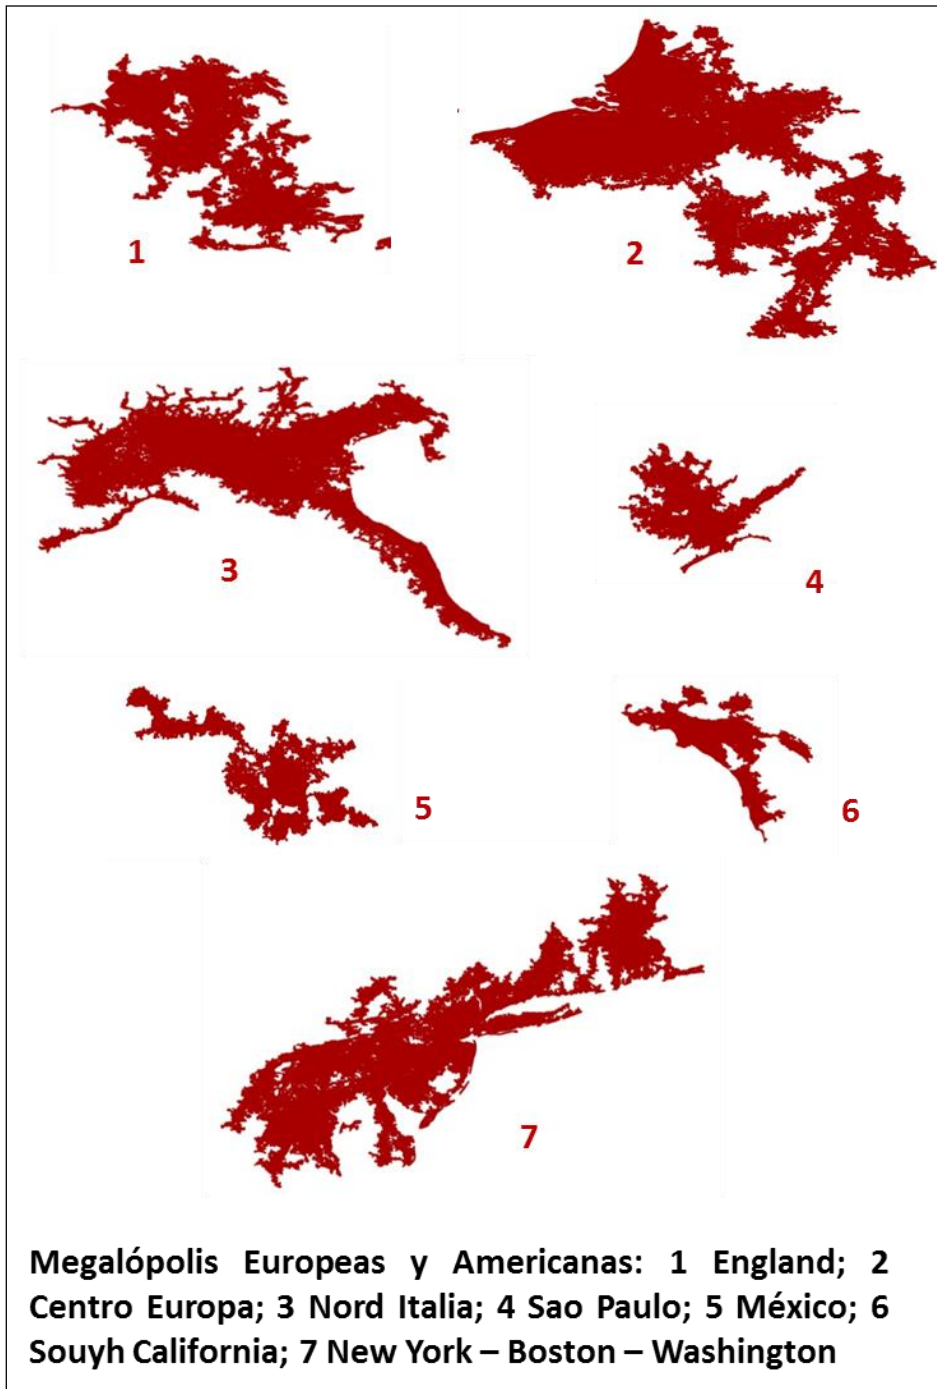 1
2
3
4
5
6
7
Megalópolis Europeas y Americanas: 1 England; 2
Centro Europa; 3 Nord Italia; 4 Sao Paulo; 5 México; 6
Souyh California; 7 New York – Boston – Washington